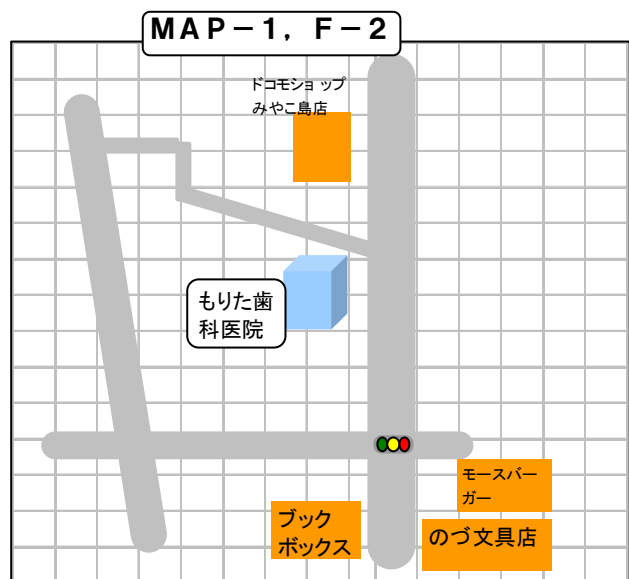 MAP－1，F－2
ドコモショップ
みやこ島店
もりた歯
科医院
モースバー
ガー
ブック
ボックス
のづ文具店